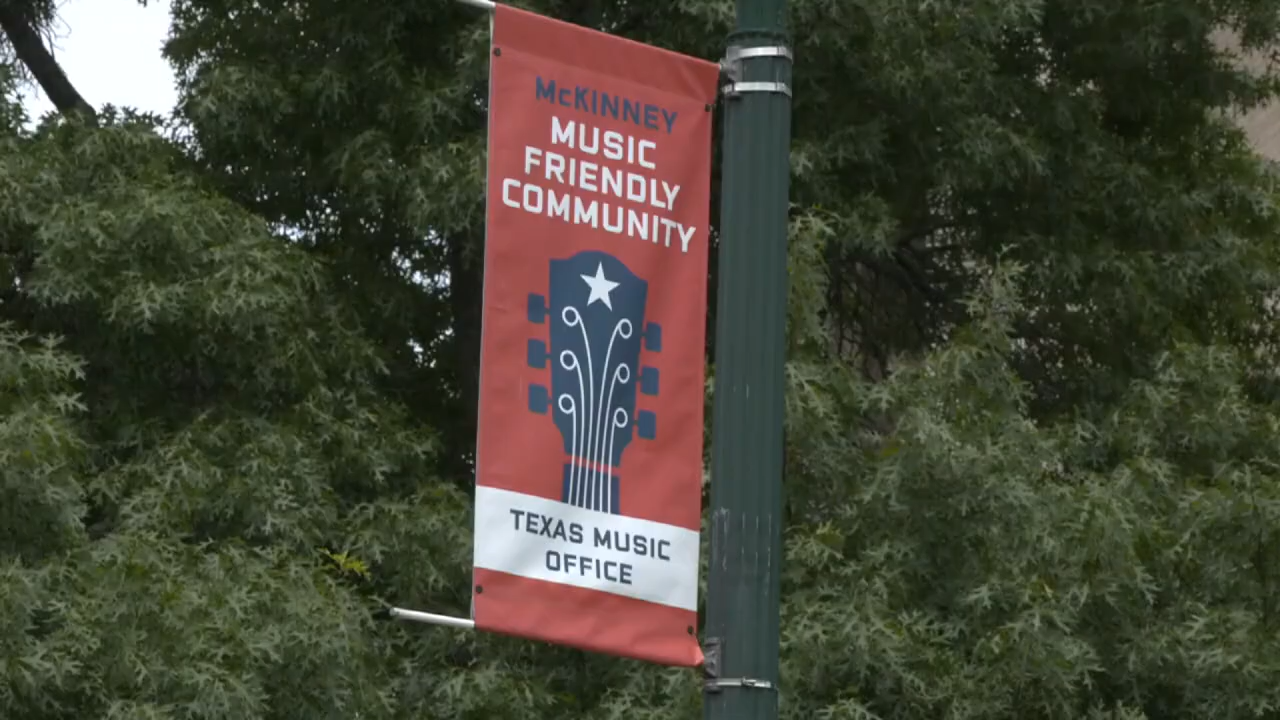 McKINNEY
MUSIC
FRIENDLY
COMMUNITY
TEXAS MUSIC
OFFICE